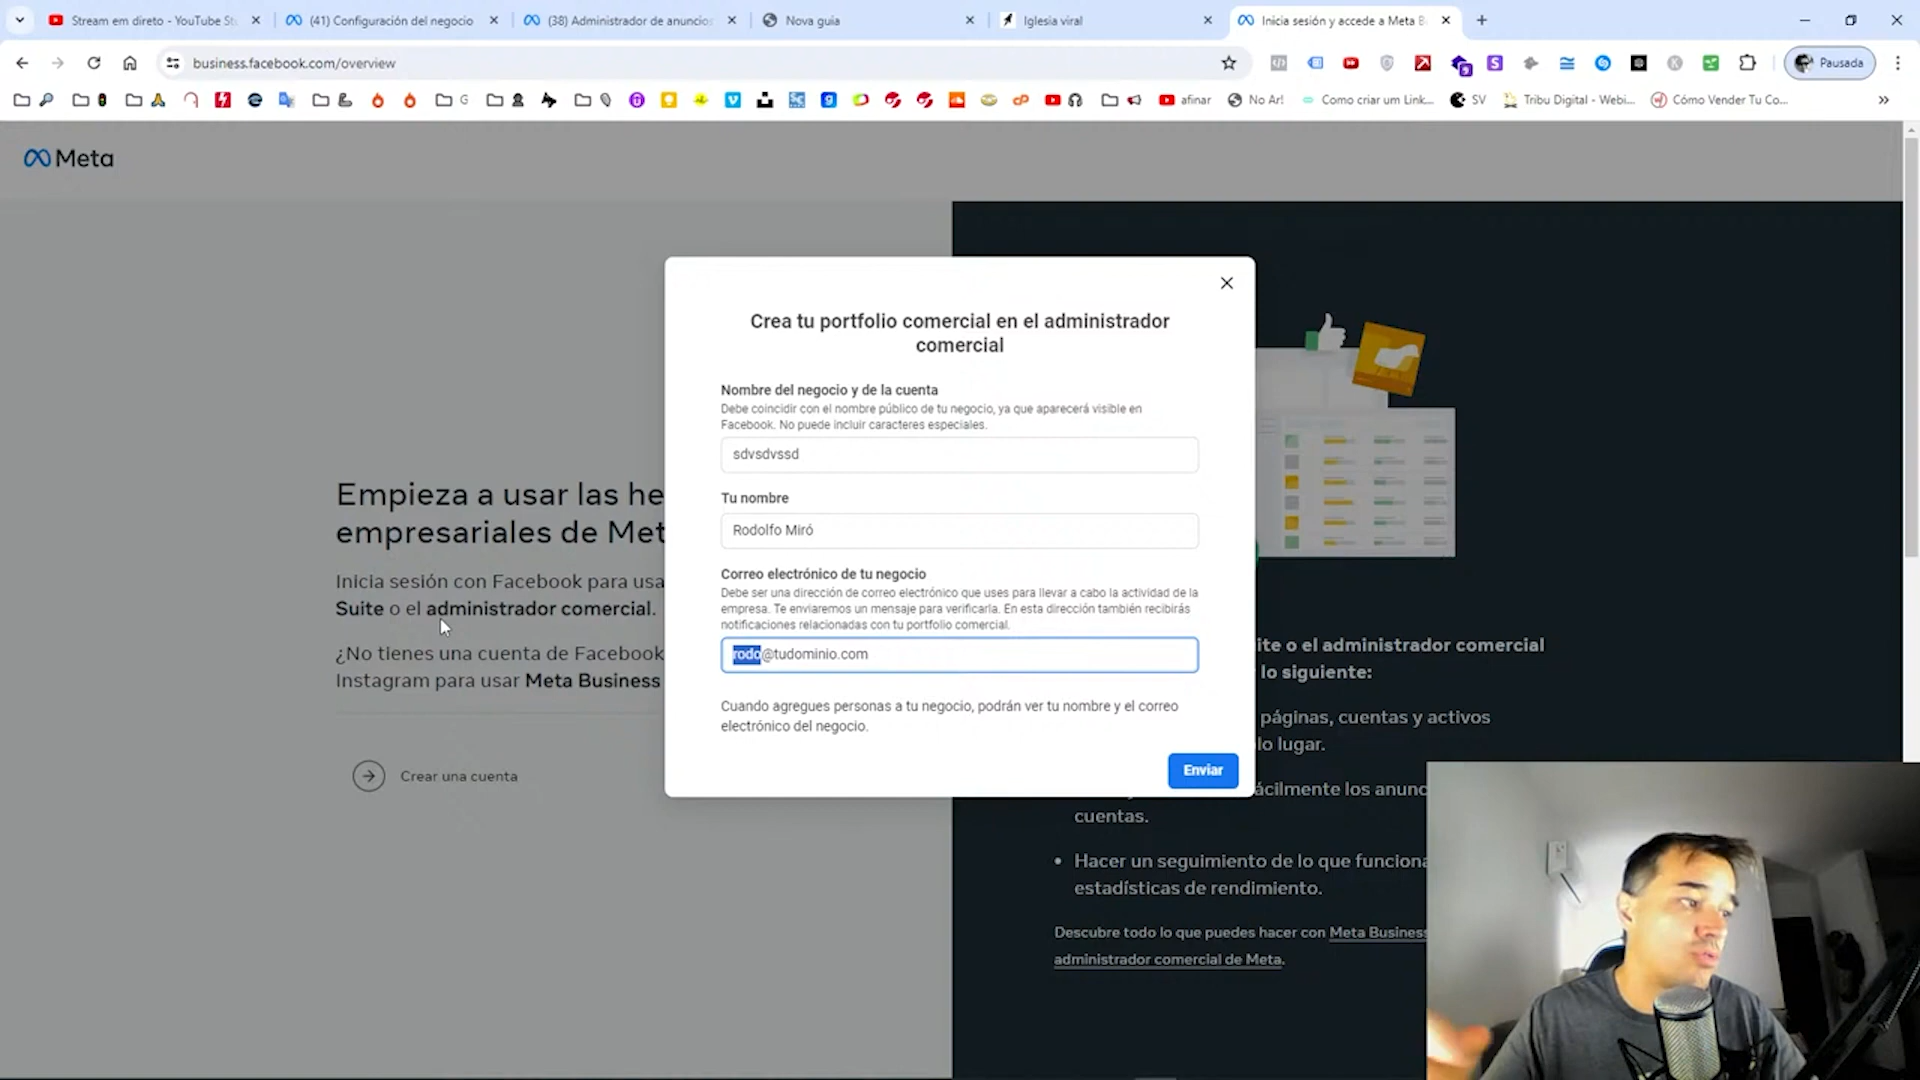 Stream em direto - YouTube St
(41) Configuración del negocio
(38) Administrador de anuncios
Nova guia
Iglesia viral
Inicia sesión y accede a Meta B
business.facebook.com/overview
Pausada
G
afinar
No Ar!
Como criar um Link...
SV
Tribu Digital - Webi...
Cómo Vender Tu Co...
Meta
Empieza a usar las he
empresariales de Met
Inicia sesión con Facebook para usa
Suite o el administrador comercial.
¿No tienes una cuenta de Facebook
Instagram para usar Meta Business
Crear una cuenta
Crea tu portfolio comercial en el administrador
comercial
Nombre del negocio y de la cuenta
Debe coincidir con el nombre público de tu negocio, ya que aparecerá visible en
Facebook. No puede incluir caracteres especiales.
sdvsdvssd
Tu nombre
Rodolfo Miró
Correo electrónico de tu negocio
Debe ser una dirección de correo electrónico que uses para llevar a cabo la actividad de la
empresa. Te enviaremos un mensaje para verificarla. En esta dirección también recibirás
notificaciones relacionadas con tu portfolio comercial.
rodo@tudominio.com
Cuando agregues personas a tu negocio, podrán ver tu nombre y el correo
electrónico del negocio.
Enviar
ite o el administrador comercial
lo siguiente:
páginas, cuentas y activos
lo lugar.
ácilmente los anunc
cuentas.
• Hacer un seguimiento de lo que funciona
estadísticas de rendimiento.
Descubre todo lo que puedes hacer con Meta Business
administrador comercial de Meta.